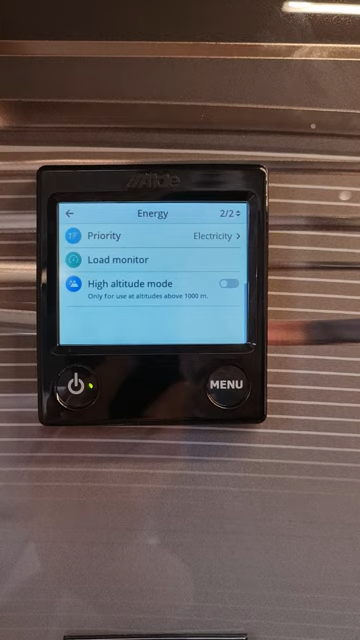 Alde
Energy 2/2
Priority Electricity
Load monitor
High altitude mode
Only for use at altitudes above 1000 m.
MENU